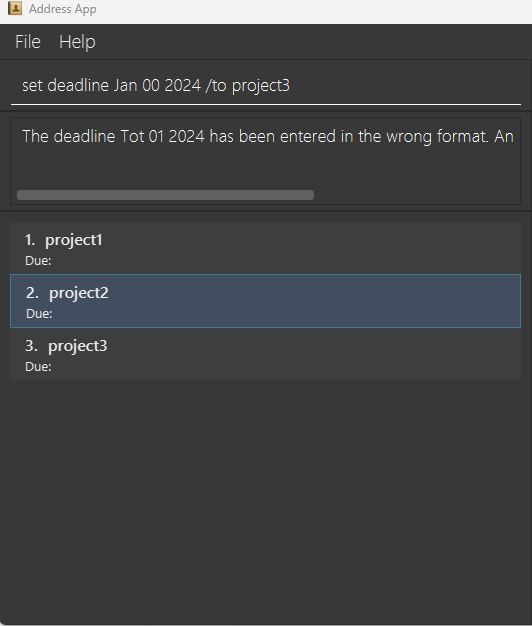 Address App
File Help
set deadline Jan 00 2024 /to project3
The deadline Tot 01 2024 has been entered in the wrong format. An
1. project1
Due:
2. project2
Due:
3. project3
Due: